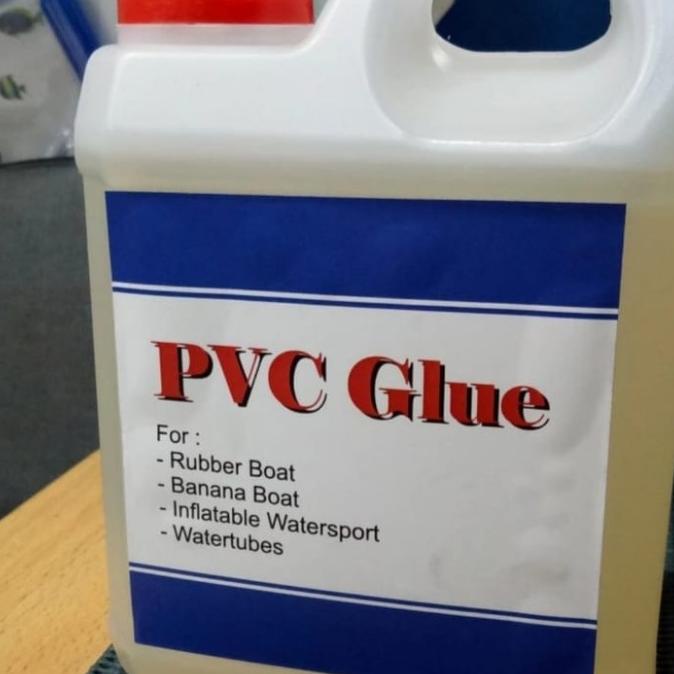 PVC Glue
For :
- Rubber Boat
- Banana Boat
- Inflatable Watersport
- Watertubes